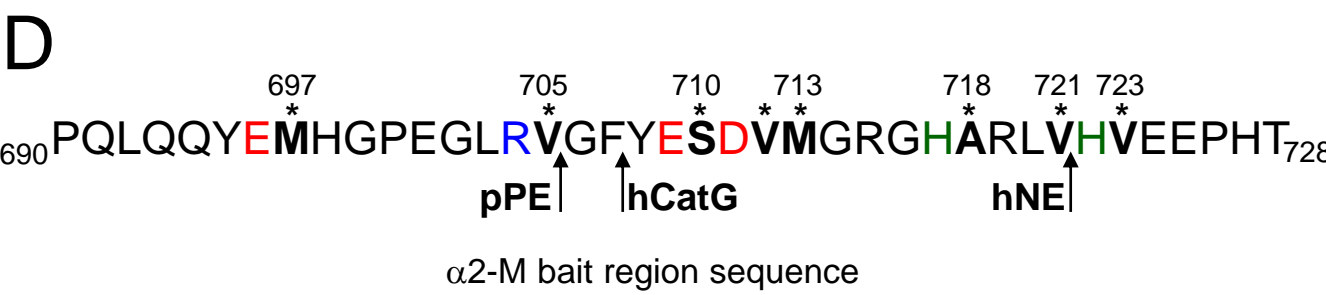 D
697 705 710 713 718 721 723
* * * * * * * *
690PQLQQYEMHGPEGLRVGFYESDVMGRGHARLVHVEEPHT728
pPE hCatG hNE
α2-M bait region sequence